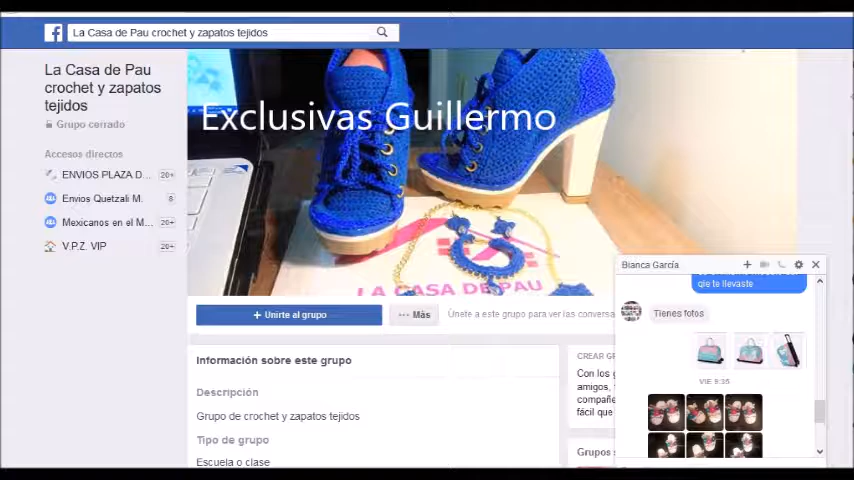 La Casa de Pau crochet y zapatos tejidos
La Casa de Pau
crochet y zapatos
tejidos
Grupo cerrado
Accesos directos
ENVIOS PLAZA D... 20+
Envios Quetzali M. 8
Mexicanos en el M... 20+
V.P.Z. VIP 20+
Exclusivas Guillermo
LA CASA DE PAU
+ Unirte al grupo
Más
Únete a este grupo para ver las conversa
Información sobre este grupo
Descripción
Grupo de crochet y zapatos tejidos
Tipo de grupo
Escuela o clase
CREAR G
Con los g
amigos,
compañe
fácil que
Grupos s
Bianca García
qie te llevaste
Tienes fotos
VIE 9:35